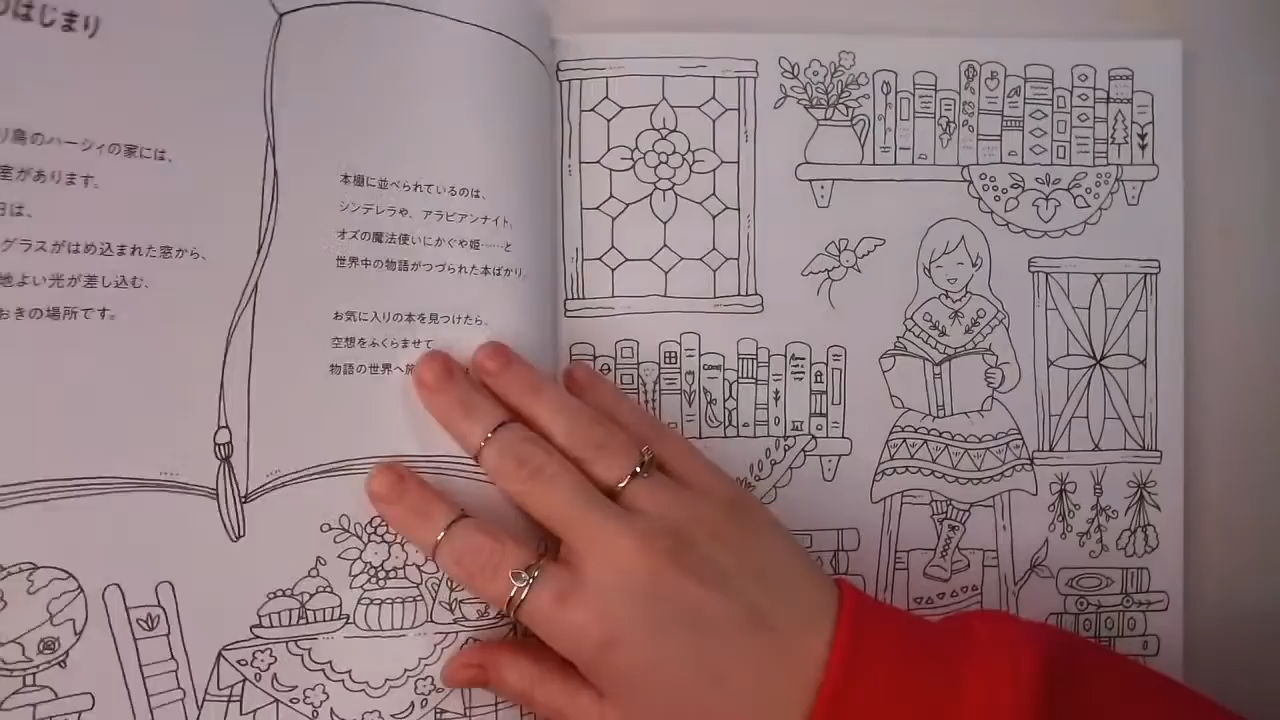 のはじまり
り鳥のハーシィの家には、
室があります。
日は、
グラスがはめ込まれた窓から、
地よい光が差し込む、
おきの場所です。
本棚に並べられているのは、
シンデレラや、アラビアンナイト、
オズの魔法使いにかぐや姫……と
世界中の物語がつづられた本ばかり。
お気に入りの本を見つけたら、
空想をふくらませて
物語の世界へ旅